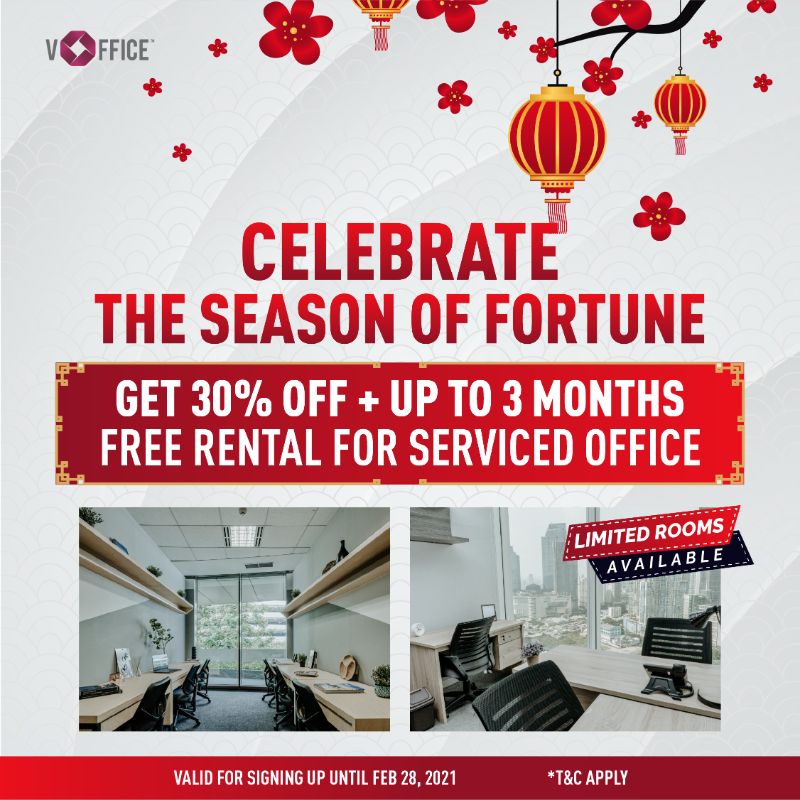 VOFFICE™
CELEBRATE
THE SEASON OF FORTUNE
GET 30% OFF + UP TO 3 MONTHS
FREE RENTAL FOR SERVICED OFFICE
LIMITED ROOMS
AVAILABLE
VALID FOR SIGNING UP UNTIL FEB 28, 2021 *T&C APPLY